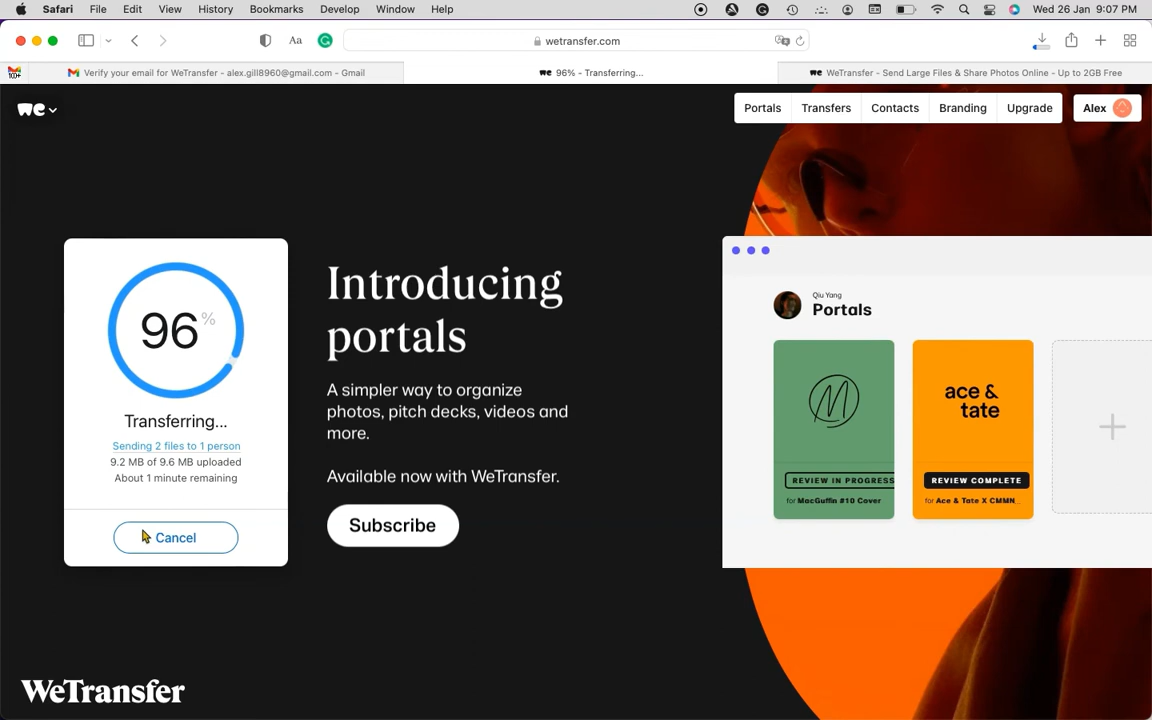 Safari File Edit View History Bookmarks Develop Window Help Wed 26 Jan 9:07 PM
AA wetransfer.com
Verify your email for WeTransfer - alex.gill8960@gmail.com - Gmail
96% - Transferring...
WeTransfer - Send Large Files & Share Photos Online - Up to 2GB Free
we
Portals Transfers Contacts Branding Upgrade Alex
96%
Transferring...
Sending 2 files to 1 person
9.2 MB of 9.6 MB uploaded
About 1 minute remaining
Cancel
Introducing
portals
A simpler way to organize
photos, pitch decks, videos and
more.
Available now with WeTransfer.
Subscribe
Qiu Yang
Portals
M
REVIEW IN PROGRESS
for MacGuffin #10 Cover
ace &
tate
REVIEW COMPLETE
for Ace & Tate X CMMN...
WeTransfer